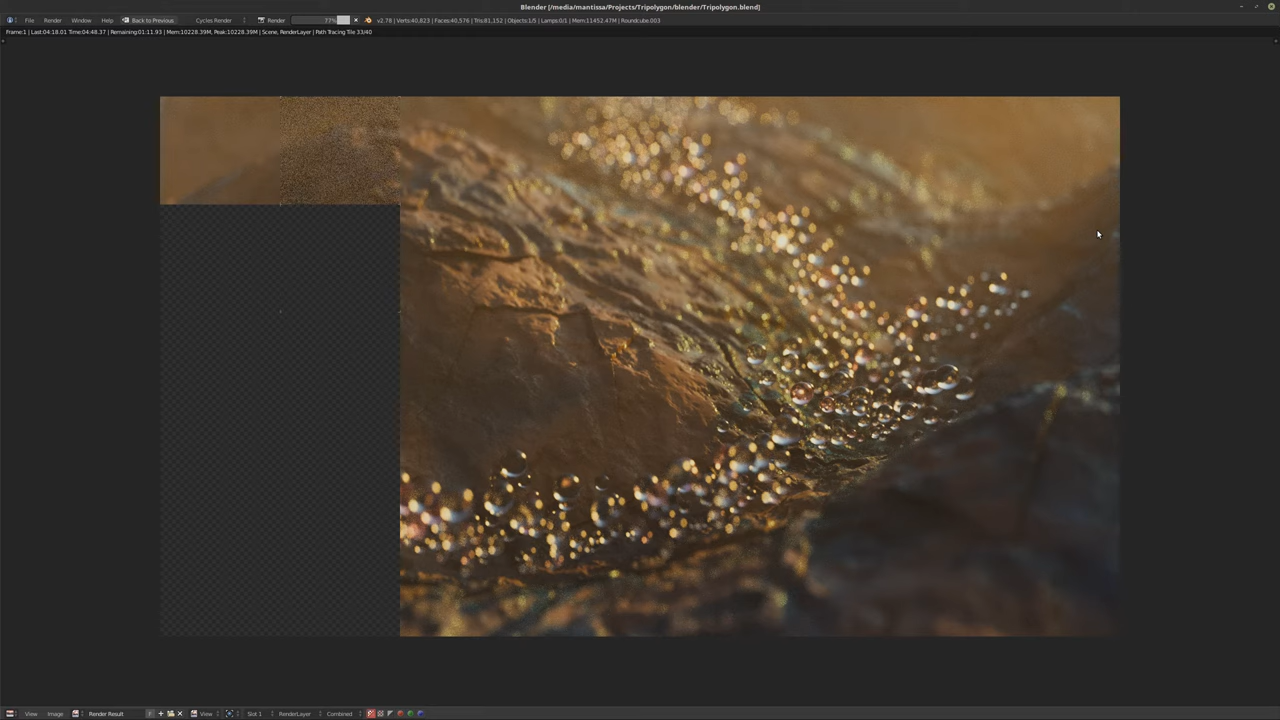 Blender [/media/mantissa/Projects/Tripolygon/blender/Tripolygon.blend]
File Render Window Help Back to Previous Cycles Render Render 77% v2.78 | Verts:40,823 | Faces:40,576 | Tris:81,152 | Objects:1/5 | Lamps:0/1 | Mem:11452.47M | Roundcube.003
Frame:1 | Last:04:18.01 Time:04:48.37 | Remaining:01:11.93 | Mem:10228.39M, Peak:10228.39M | Scene, RenderLayer | Path Tracing Tile 33/40
View Image Render Result F View Slot 1 RenderLayer Combined